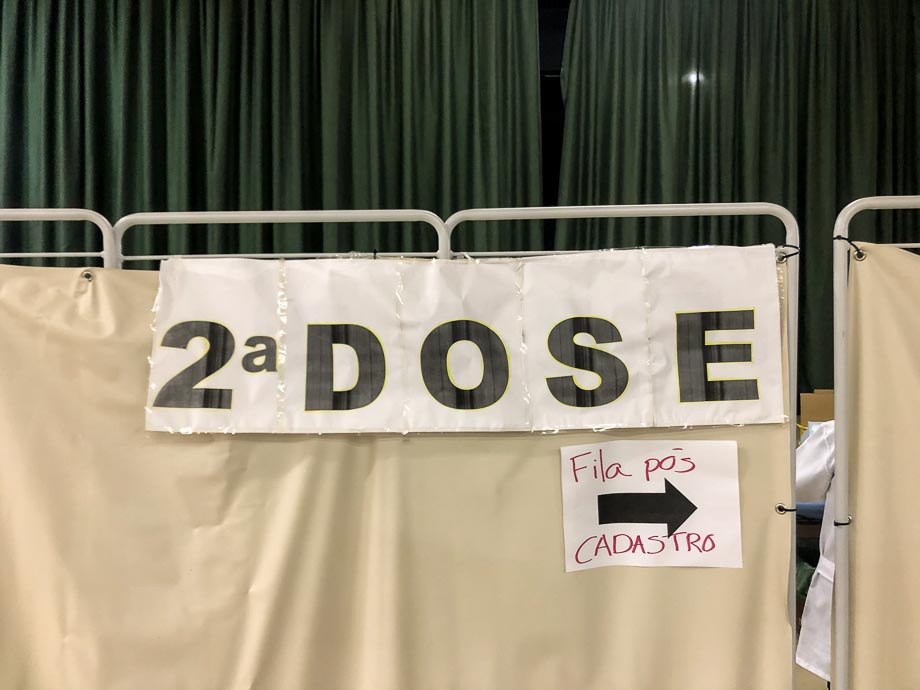 2a DOSE
Fila pós
CADASTRO